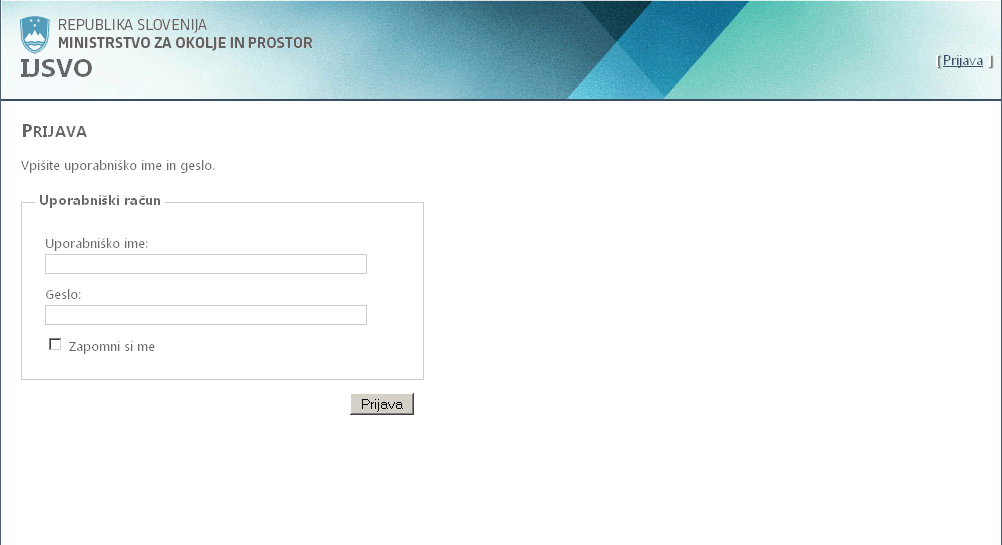 REPUBLIKA SLOVENIJA
MINISTRSTVO ZA OKOLJE IN PROSTOR
IJSVO
[Prijava ]
PRIJAVA
Vpišite uporabniško ime in geslo.
Uporabniški račun
Uporabniško ime:
Geslo:
Zapomni si me
Prijava